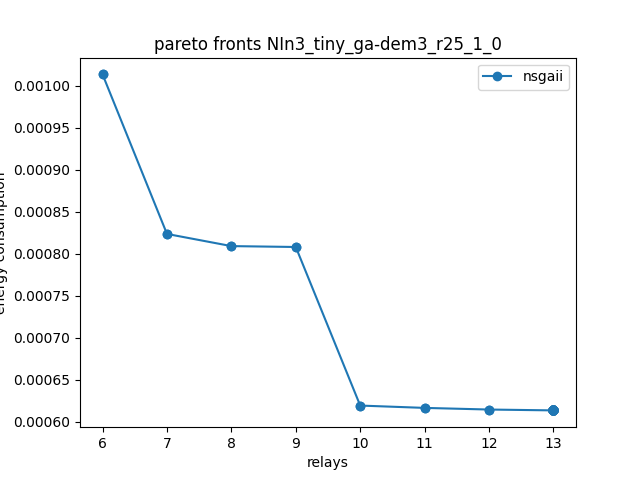 pareto fronts NIn3_tiny_ga-dem3_r25_1_0
nsgaii
0.00100
0.00095
0.00090
0.00085
0.00080
0.00075
0.00070
0.00065
0.00060
energy consumption
6 7 8 9 10 11 12 13
relays